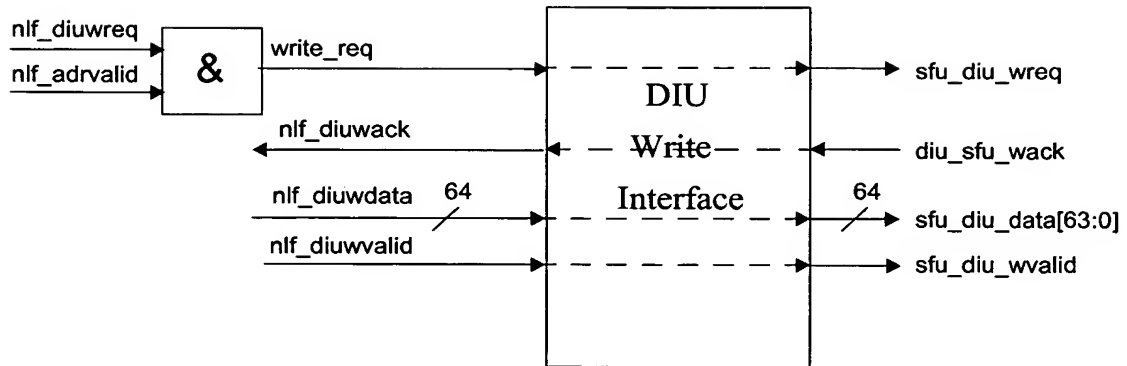 nlf_diuwreq
nlf_adrvalid
&
write_req
sfu_diu_wreq
DIU
nlf_diuwack
Write
diu_sfu_wack
nlf_diuwdata
64
Interface
64
sfu_diu_data[63:0]
nlf_diuwvalid
sfu_diu_wvalid